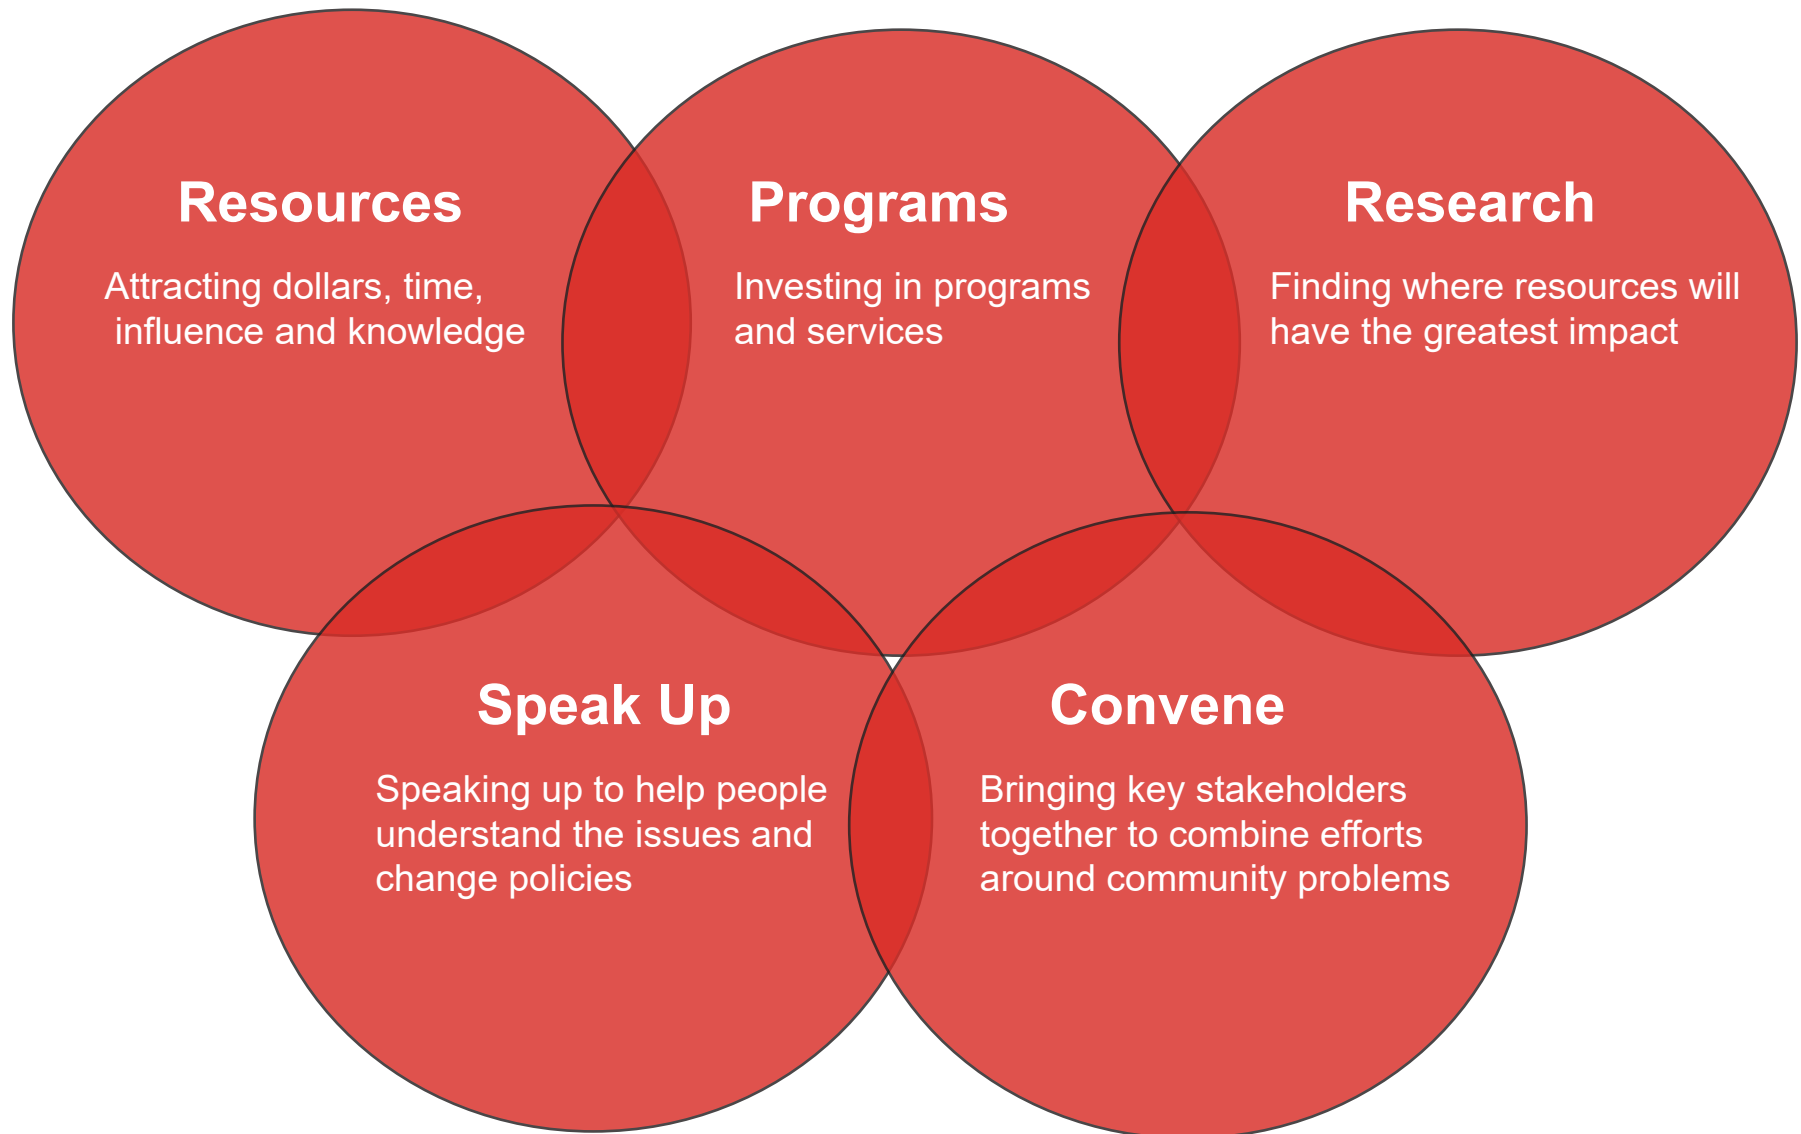 Resources
Attracting dollars, time,
influence and knowledge
Programs
Investing in programs
and services
Research
Finding where resources will
have the greatest impact
Speak Up
Speaking up to help people
understand the issues and
change policies
Convene
Bringing key stakeholders
together to combine efforts
around community problems